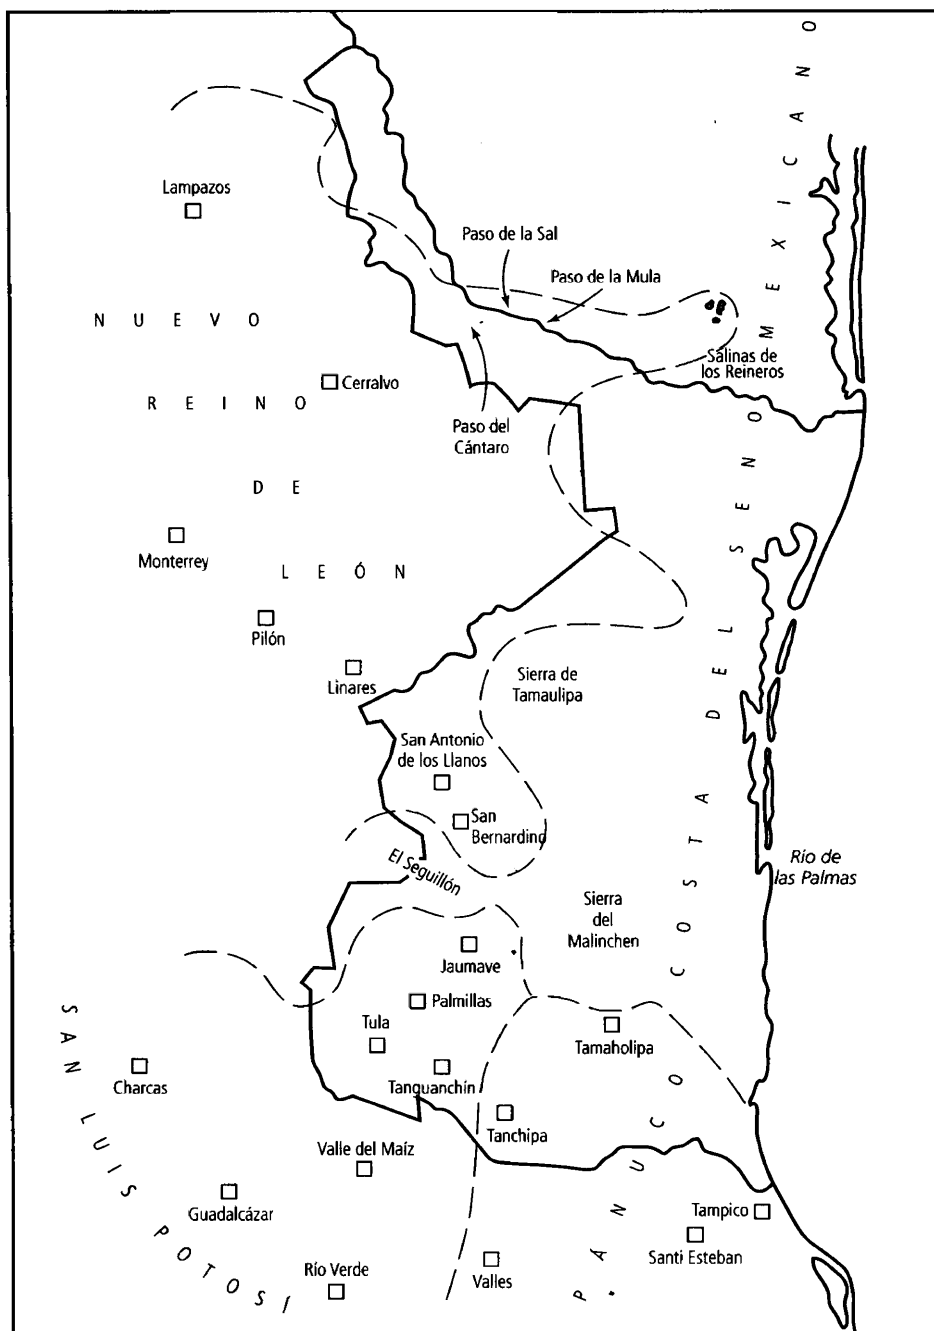 COSTA DEL SENO MEXICANO
Lampazos
Paso de la Sal
Paso de la Mula
NUEVO
Salinas de
los Reineros
Cerralvo
REINO
Paso del
Cántaro
DE
Monterrey
LEÓN
Pilón
Linares
Sierra de
Tamaulipa
San Antonio
de los Llanos
San
Bernardino
El Seguillón
Río de
las Palmas
Sierra
del
Malinchen
Jaumave
Palmillas
Tula
Tamaholipa
SAN LUIS POTOSÍ
Charcas
Tanguanchín
Tanchipa
PÁNUCO
Valle del Maíz
Guadalcázar
Tampico
Santi Esteban
Río Verde
Valles